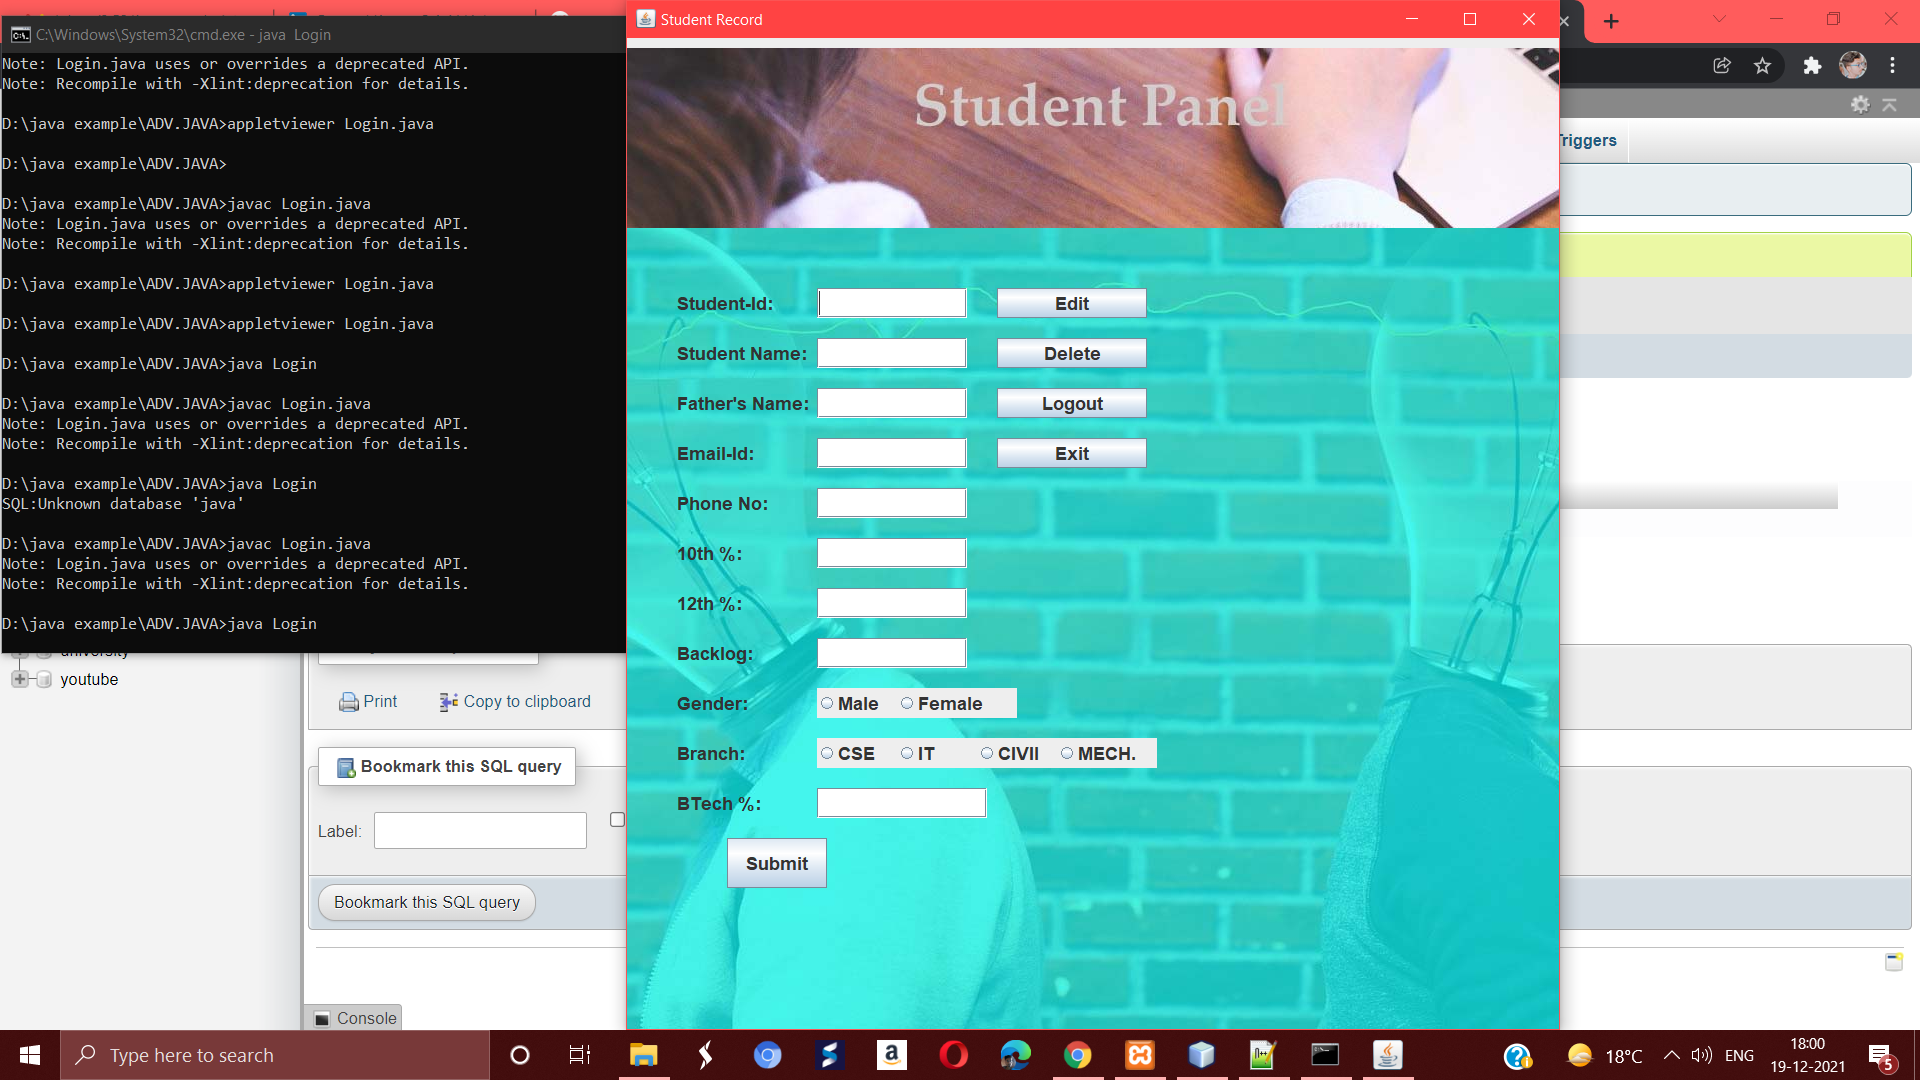 C:\Windows\System32\cmd.exe - java  Login
Note: Login.java uses or overrides a deprecated API.
Note: Recompile with -Xlint:deprecation for details.
D:\java example\ADV.JAVA>appletviewer Login.java
D:\java example\ADV.JAVA>
D:\java example\ADV.JAVA>javac Login.java
Note: Login.java uses or overrides a deprecated API.
Note: Recompile with -Xlint:deprecation for details.
D:\java example\ADV.JAVA>appletviewer Login.java
D:\java example\ADV.JAVA>appletviewer Login.java
D:\java example\ADV.JAVA>java Login
D:\java example\ADV.JAVA>javac Login.java
Note: Login.java uses or overrides a deprecated API.
Note: Recompile with -Xlint:deprecation for details.
D:\java example\ADV.JAVA>java Login
SQL:Unknown database 'java'
D:\java example\ADV.JAVA>javac Login.java
Note: Login.java uses or overrides a deprecated API.
Note: Recompile with -Xlint:deprecation for details.
D:\java example\ADV.JAVA>java Login
university
youtube
Print
Copy to clipboard
Bookmark this SQL query
Label:
Bookmark this SQL query
Console
Student Record
Student Panel
Student-Id:
Edit
Student Name:
Delete
Father's Name:
Logout
Email-Id:
Exit
Phone No:
10th %:
12th %:
Backlog:
Gender:
Male
Female
Branch:
CSE
IT
CIVIl
MECH.
BTech %:
Submit
Triggers
Type here to search
18°C
ENG
18:00
19-12-2021
5